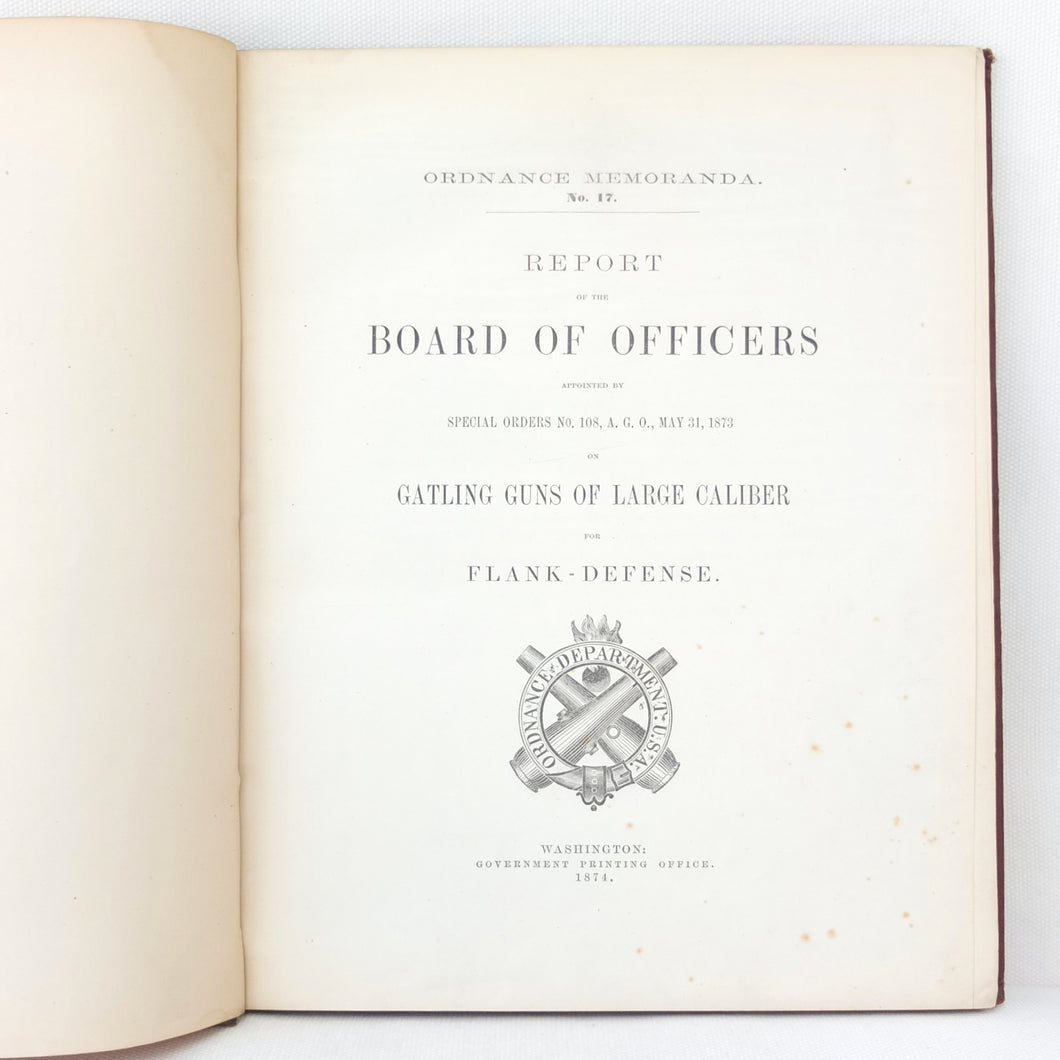 ORDNANCE MEMORANDA.
No. 17.
REPORT
OF THE
BOARD OF OFFICERS
APPOINTED BY
SPECIAL ORDERS No. 108, A. G. O., MAY 31, 1873
ON
GATLING GUNS OF LARGE CALIBER
FOR
FLANK-DEFENSE.
ORDNANCE DEPARTMENT: U.S.A.
WASHINGTON:
GOVERNMENT PRINTING OFFICE.
1874.